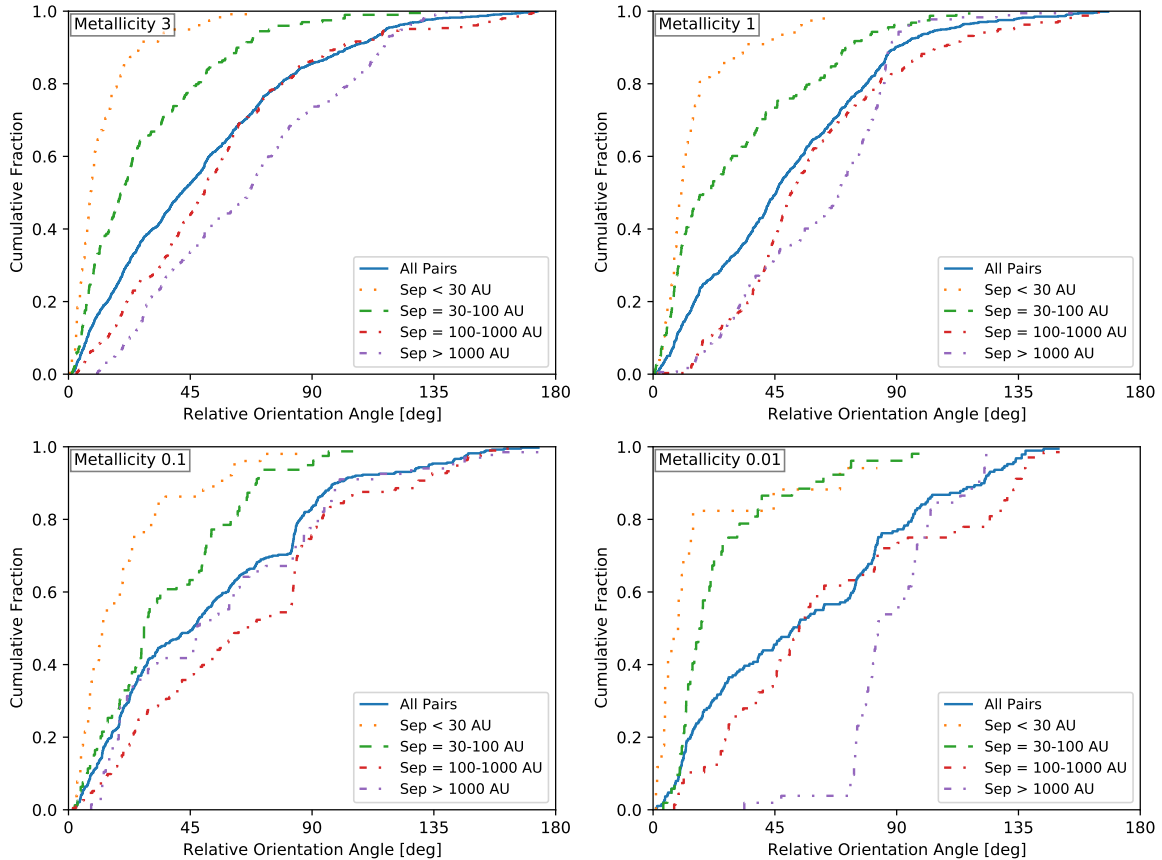 Metallicity 3
1.0
0.8
0.6
0.4
0.2
0.0
Cumulative Fraction
0
45
90
135
180
Relative Orientation Angle [deg]
All Pairs
Sep < 30 AU
Sep = 30-100 AU
Sep = 100-1000 AU
Sep > 1000 AU
Metallicity 1
1.0
0.8
0.6
0.4
0.2
0.0
Cumulative Fraction
0
45
90
135
180
Relative Orientation Angle [deg]
All Pairs
Sep < 30 AU
Sep = 30-100 AU
Sep = 100-1000 AU
Sep > 1000 AU
Metallicity 0.1
1.0
0.8
0.6
0.4
0.2
0.0
Cumulative Fraction
0
45
90
135
180
Relative Orientation Angle [deg]
All Pairs
Sep < 30 AU
Sep = 30-100 AU
Sep = 100-1000 AU
Sep > 1000 AU
Metallicity 0.01
1.0
0.8
0.6
0.4
0.2
0.0
Cumulative Fraction
0
45
90
135
180
Relative Orientation Angle [deg]
All Pairs
Sep < 30 AU
Sep = 30-100 AU
Sep = 100-1000 AU
Sep > 1000 AU